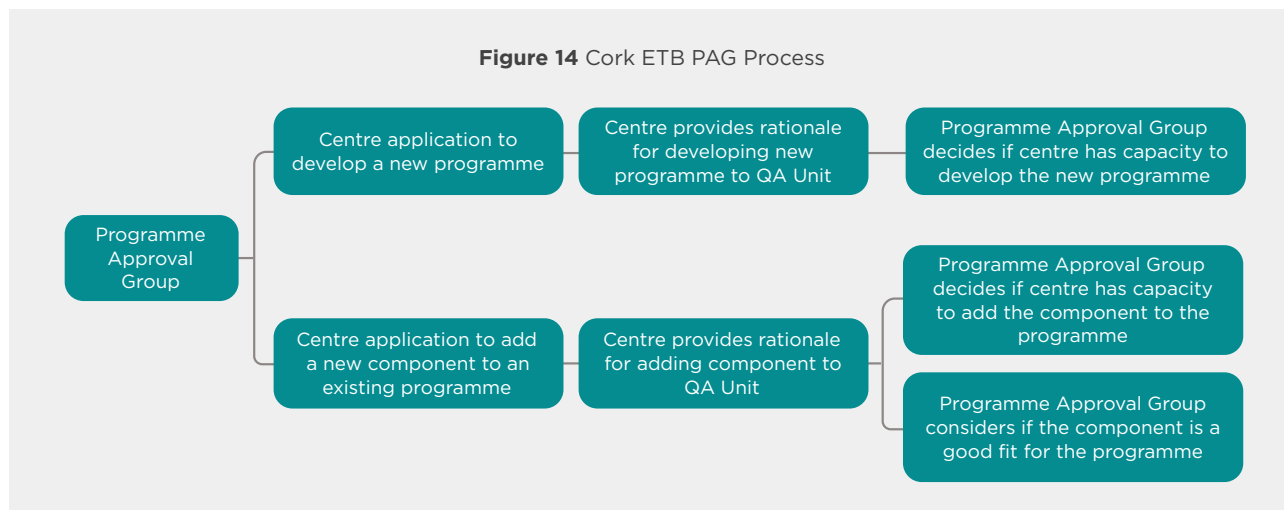 Figure 14 Cork ETB PAG Process
Programme
Approval
Group
Centre application to
develop a new programme
Centre provides rationale
for developing new
programme to QA Unit
Programme Approval Group
decides if centre has capacity to
develop the new programme
Centre application to add
a new component to an
existing programme
Centre provides rationale
for adding component to
QA Unit
Programme Approval Group
decides if centre has capacity
to add the component to the
programme
Programme Approval Group
considers if the component is a
good fit for the programme